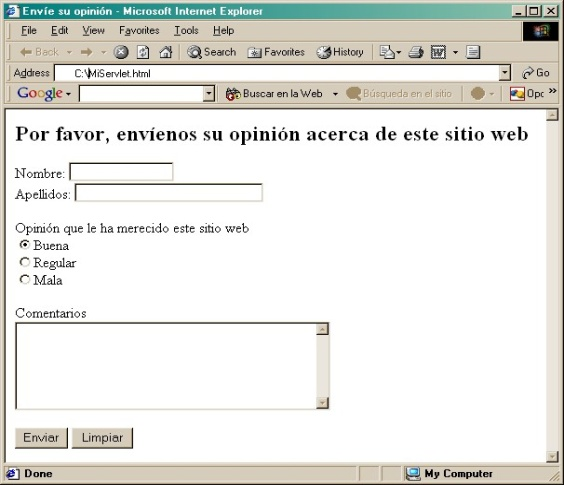 Envíe su opinión - Microsoft Internet Explorer
File Edit View Favorites Tools Help
Back Search Favorites History
Address C:\MiServlet.html Go
Google Buscar en la Web Búsqueda en el sitio Opc »
Por favor, envíenos su opinión acerca de este sitio web
Nombre:
Apellidos:
Opinión que le ha merecido este sitio web
Buena
Regular
Mala
Comentarios
Enviar Limpiar
Done My Computer